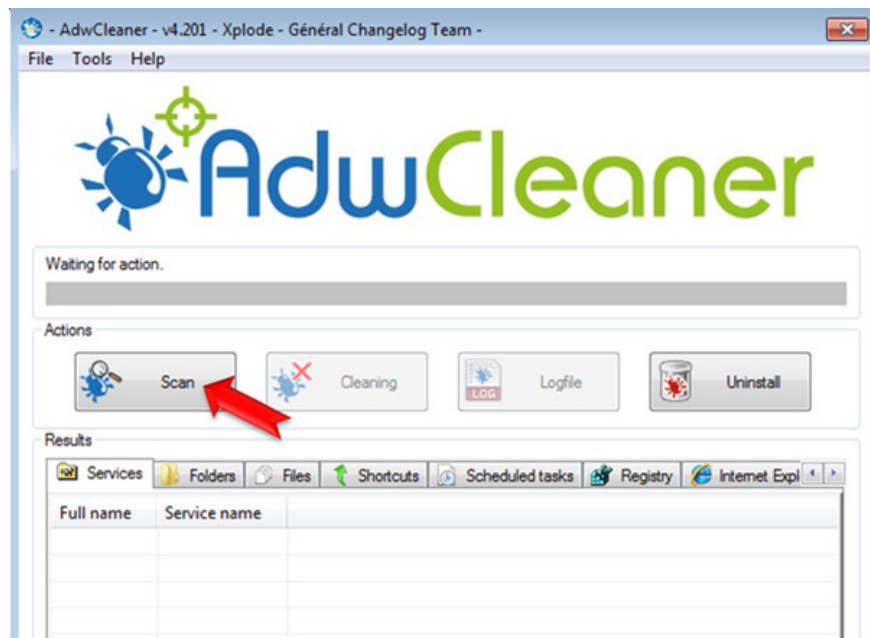 - AdwCleaner - v4.201 - Xplode - Général Changelog Team -
File Tools Help
AdwCleaner
Waiting for action.
Actions
Scan Cleaning LOG Logfile Uninstall
Results
Services Folders Files Shortcuts Scheduled tasks Registry Internet Expl
Full name Service name